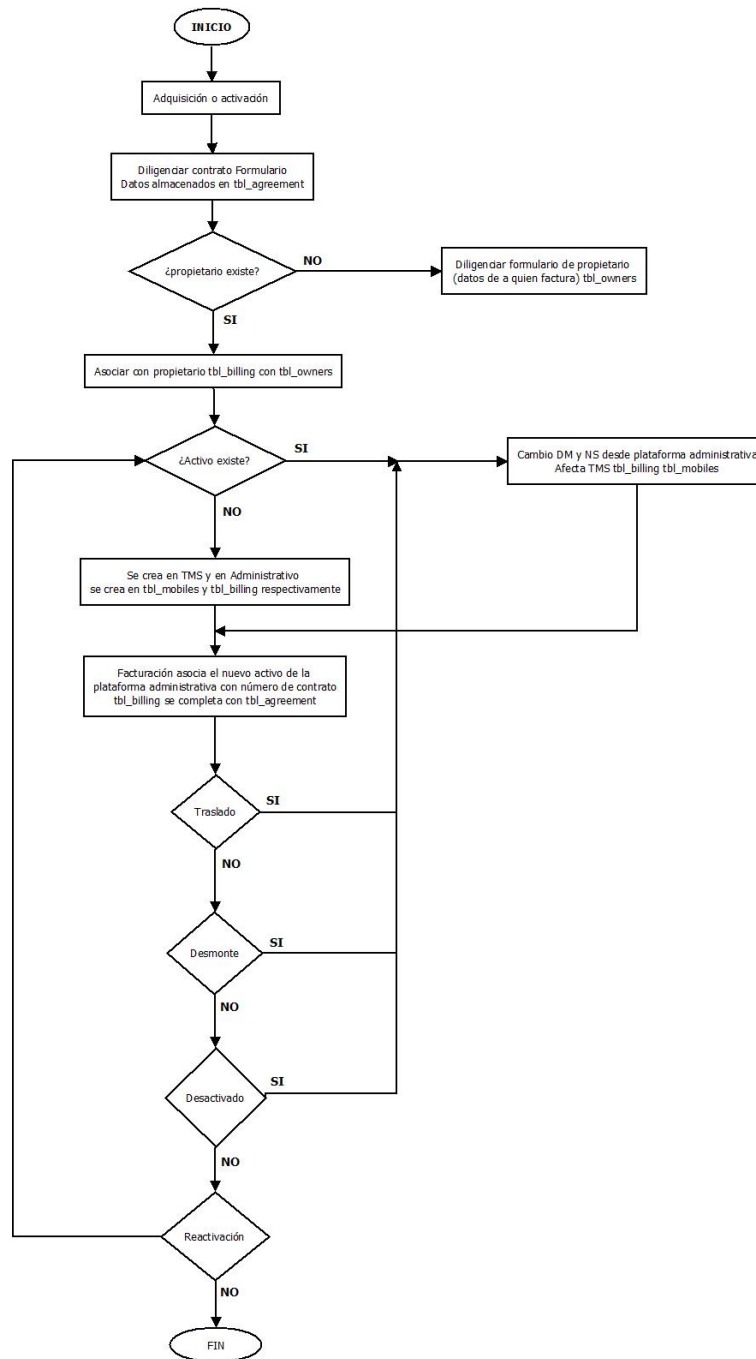 INICIO
Adquisición o activación
Diligenciar contrato Formulario
Datos almacenados en tbl_agreement
¿propietario existe?
NO
Diligenciar formulario de propietario
(datos de a quien factura) tbl_owners
SI
Asociar con propietario tbl_billing con tbl_owners
¿Activo existe?
SI
Cambio DM y NS desde plataforma administrativa
Afecta TMS tbl_billing tbl_mobiles
NO
Se crea en TMS y en Administrativo
se crea en tbl_mobiles y tbl_billing respectivamente
Facturación asocia el nuevo activo de la
plataforma administrativa con número de contrato
tbl_billing se completa con tbl_agreement
Traslado
SI
NO
Desmonte
SI
NO
Desactivado
SI
NO
Reactivación
NO
FIN